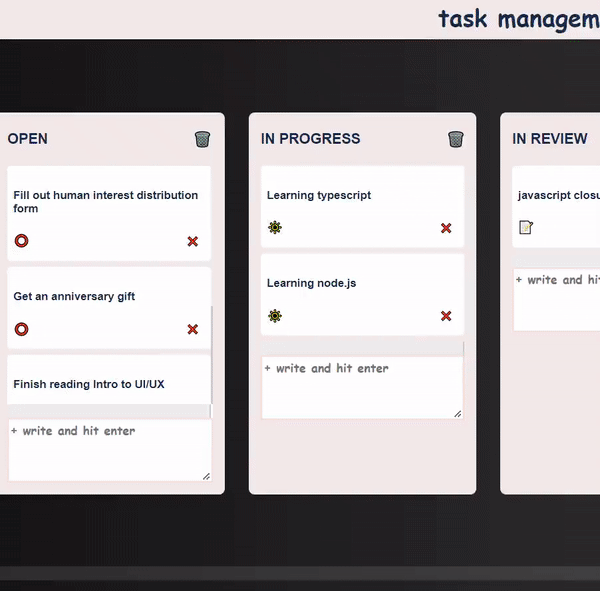 task managem
OPEN
Fill out human interest distribution
form
Get an anniversary gift
Finish reading Intro to UI/UX
+ write and hit enter
IN PROGRESS
Learning typescript
Learning node.js
+ write and hit enter
IN REVIEW
javascript closu
+ write and hit